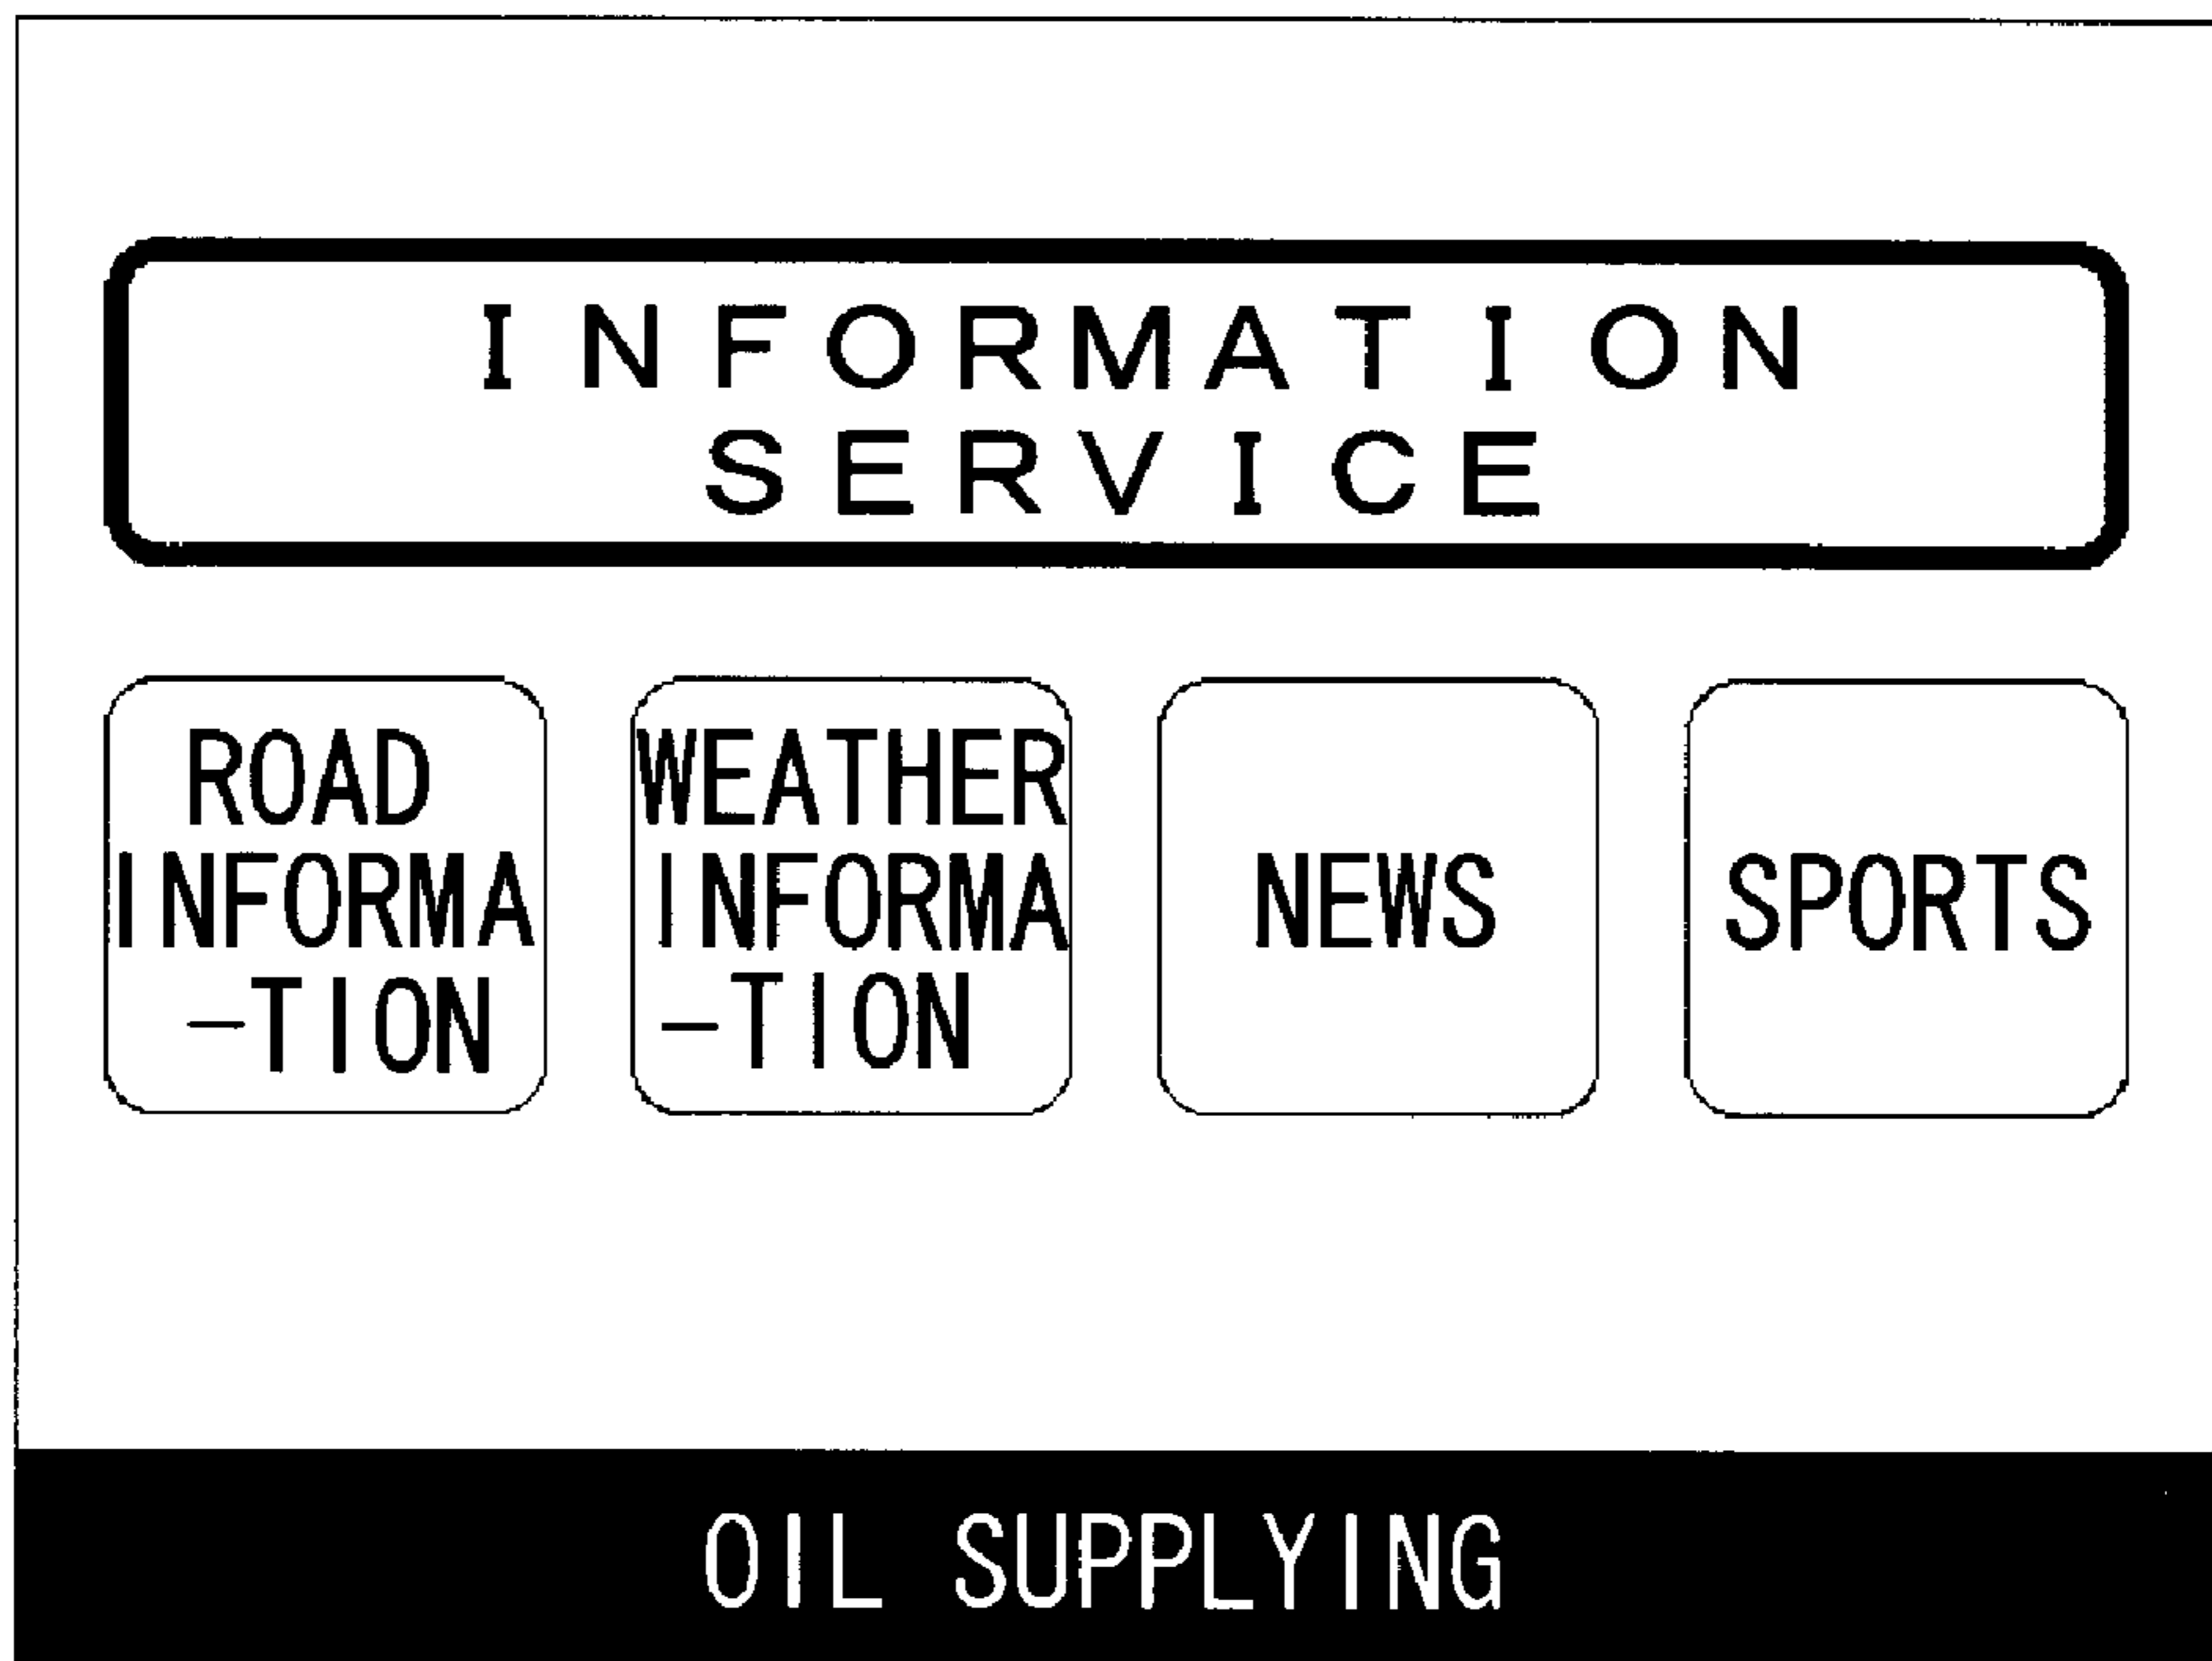 INFORMATION
SERVICE
ROAD
INFORMA
-TION
WEATHER
INFORMA
-TION
NEWS
SPORTS
OIL SUPPLYING